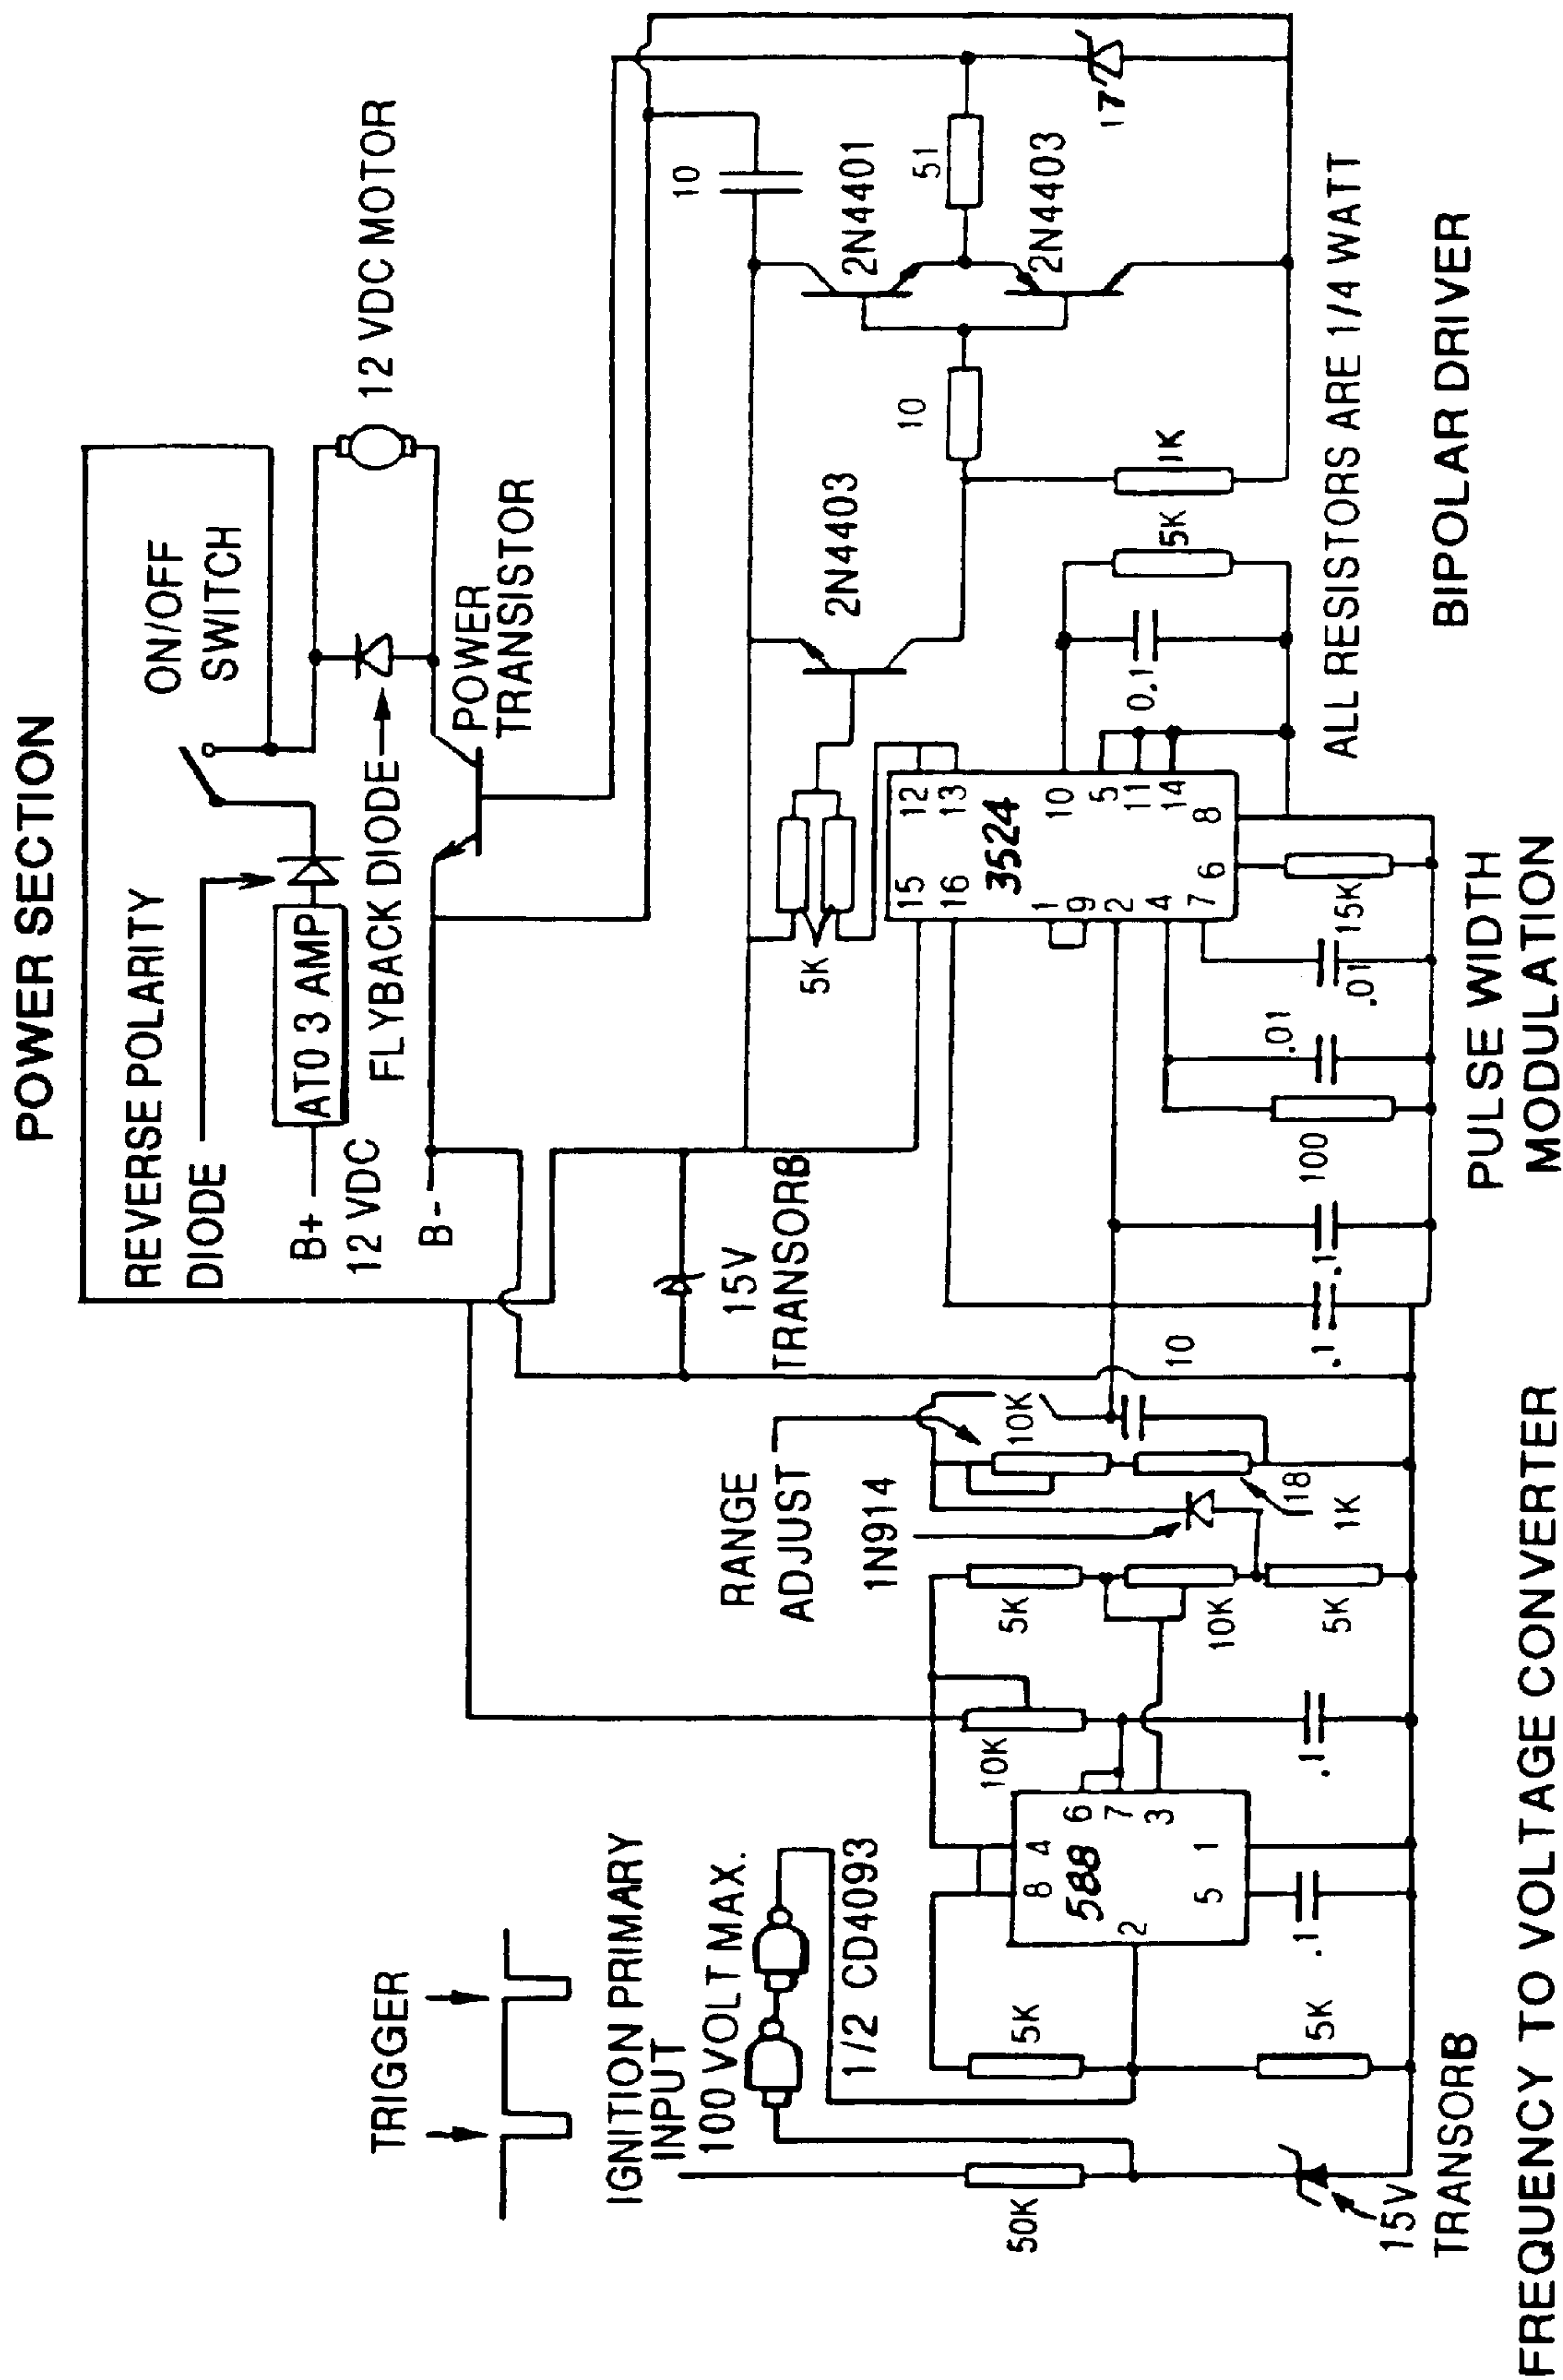 POWER SECTION
REVERSE POLARITY
DIODE
B+
12 VDC
B-
ATO 3 AMP
FLYBACK DIODE
ON/OFF
SWITCH
12 VDC MOTOR
POWER
TRANSISTOR
TRIGGER
IGNITION PRIMARY
INPUT
100 VOLT MAX.
1/2 CD4093
50K
15V
TRANSORB
5K
5K
588
8
4
2
5
1
6
7
3
.1
10K
.1
5K
10K
5K
RANGE
ADJUST
1N914
10K
18
1K
10
15V
TRANSORB
.1
.1
100
.01
.01
15K
3524
15
16
1
9
2
4
7
6
8
12
13
10
5
11
14
5K
2N4403
0.1
5K
1K
10
10
2N4401
51
2N4403
17
ALL RESISTORS ARE 1/4 WATT
FREQUENCY TO VOLTAGE CONVERTER
PULSE WIDTH
MODULATION
BIPOLAR DRIVER